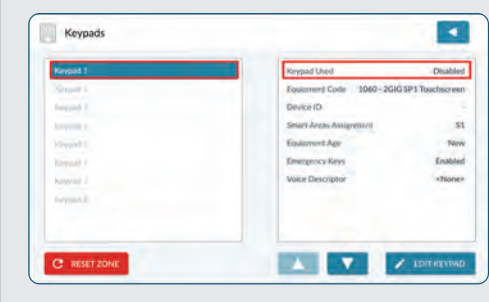 Keypads
Keypad 1
Keypad Used Disabled
Equipment Code 1060 - 2GIG SP1 Touchscreen
Device ID -
Smart Areas Assignment S1
Equipment Age New
Emergency Keys Enabled
Voice Descriptor <None>
RESET ZONE
EDIT KEYPAD